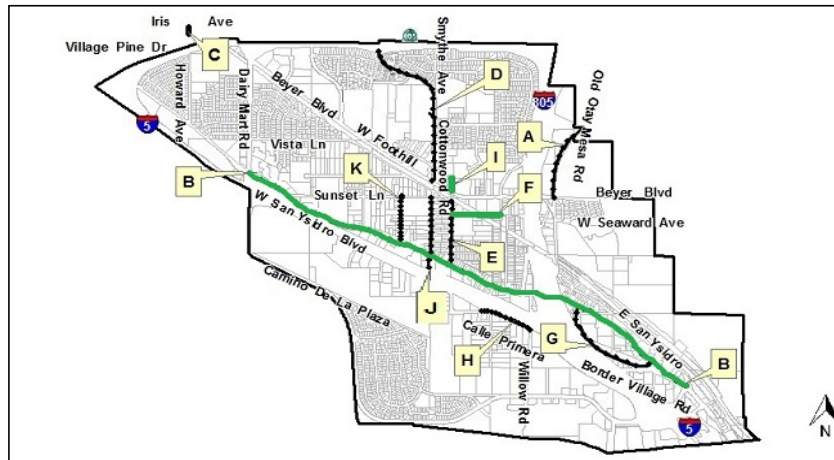 Iris Ave
Village Pine Dr
C
Howard Ave
Dairy Mart Rd
Beyer Blvd
W Foothill
Smythe Ave
D
805
Old Otay Mesa Rd
A
5
Vista Ln
Cottonwood Rd
I
K
B
Sunset Ln
F
Beyer Blvd
W Seaward Ave
W San Ysidro Blvd
E
Camino De La Plaza
J
E San Ysidro
Calle Primera
H
G
B
Willow Rd
Border Village Rd
5
N